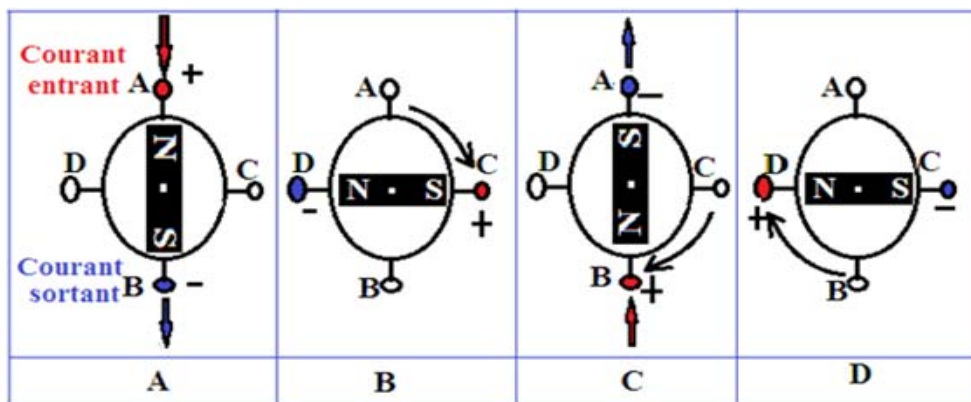 Courant
entrant
A +
D
N
S
C
Courant
sortant
B -
A
D
C
N . S
-
+
B
A -
D
S
N
C
B +
A
D
C
N . S
+
-
B
A B C D